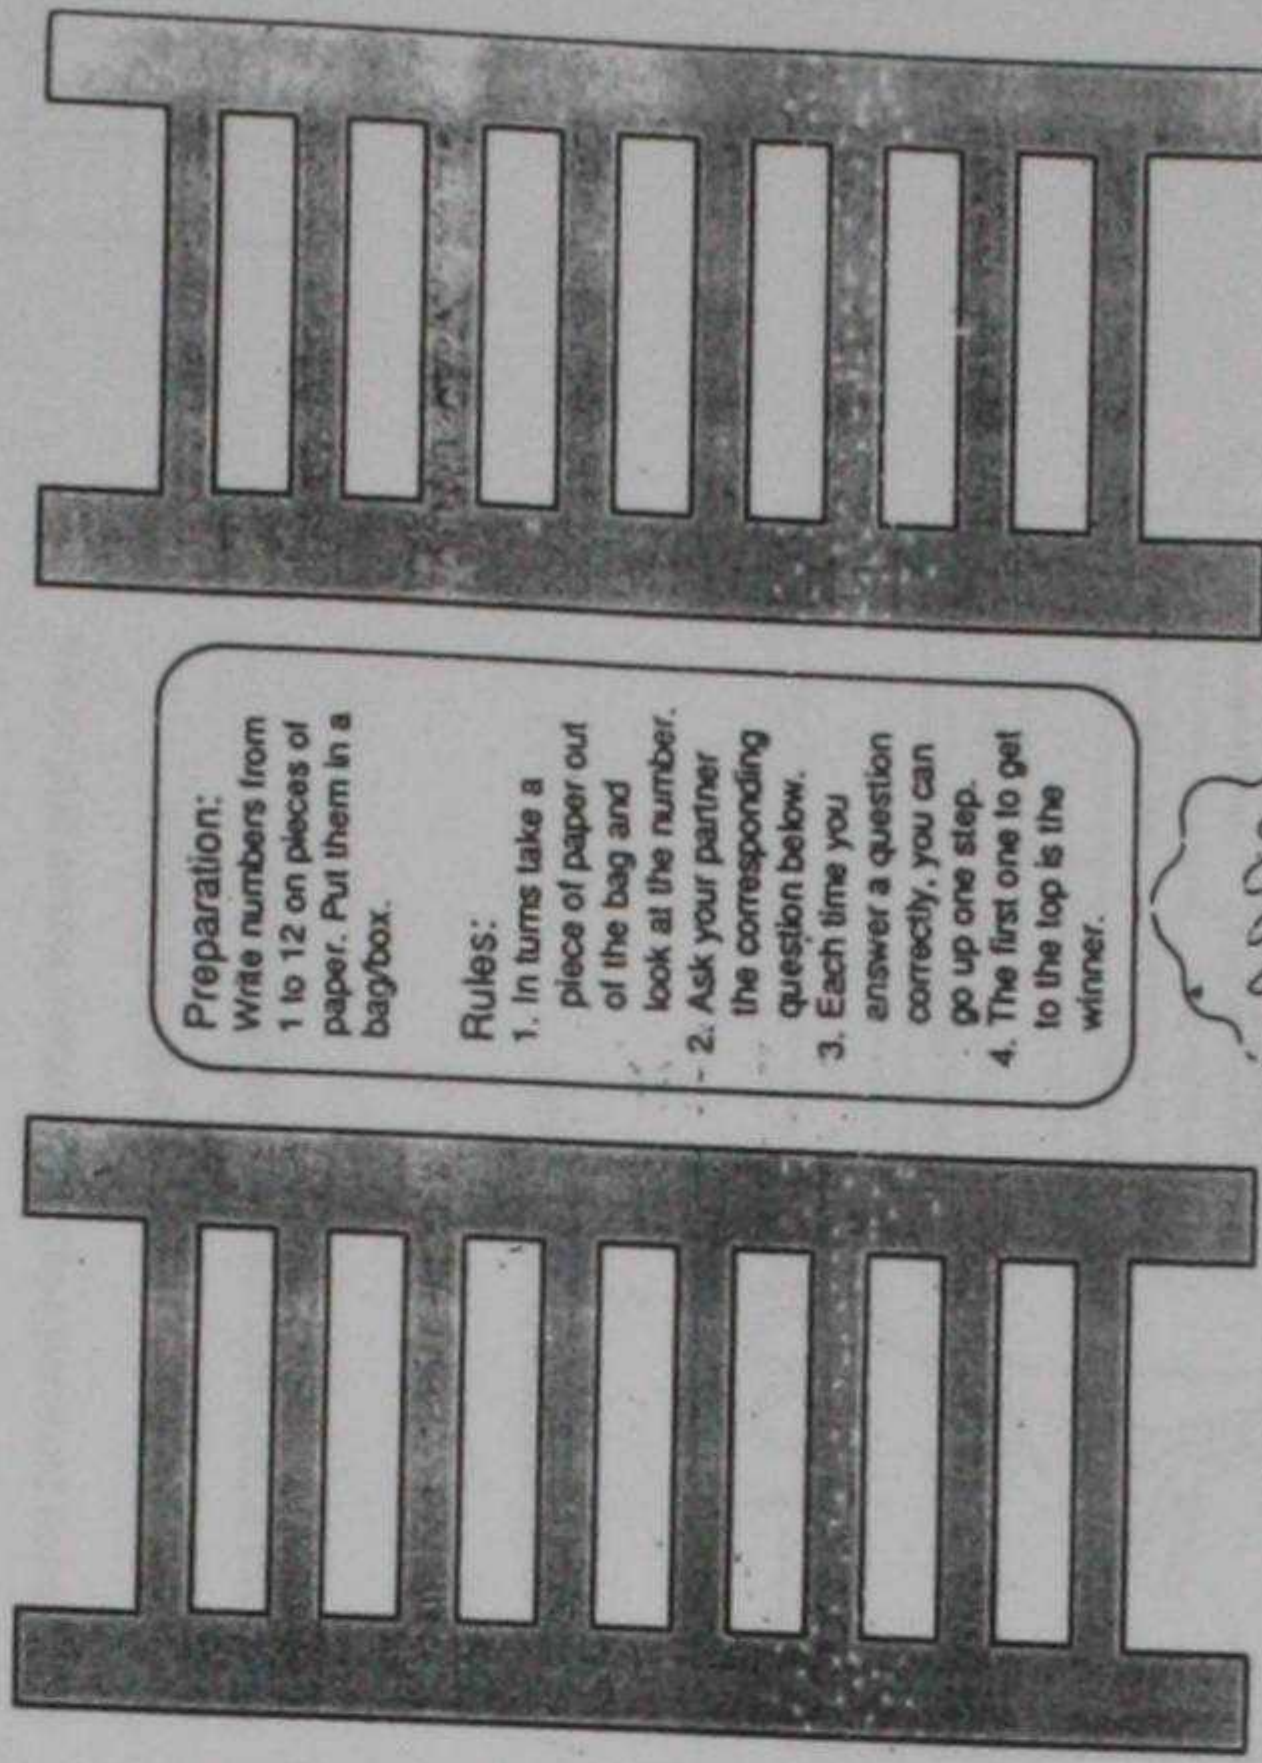 Preparation:
Write numbers from
1 to 12 on pieces of
paper. Put them in a
bag/box.
Rules:
1. In turns take a
piece of paper out
of the bag and
look at the number.
2. Ask your partner
the corresponding
question below.
3. Each time you
answer a question
correctly, you can
go up one step.
4. The first one to get
to the top is the
winner.